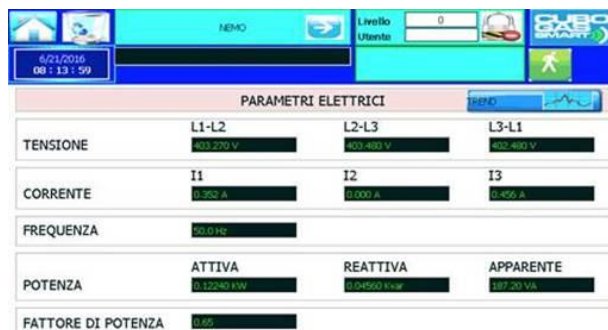 NEMO
Livello 0
Utente
CUBO
GAS
SMART
6/21/2016
08 : 13 : 59
PARAMETRI ELETTRICI
TREND
L1-L2 L2-L3 L3-L1
TENSIONE 403.270 V 403.480 V 402.480 V
I1 I2 I3
CORRENTE 0.352 A 0.000 A 0.456 A
FREQUENZA 50.0 Hz
ATTIVA REATTIVA APPARENTE
POTENZA 0.12240 KW 0.04560 Kvar 187.20 VA
FATTORE DI POTENZA 0.65